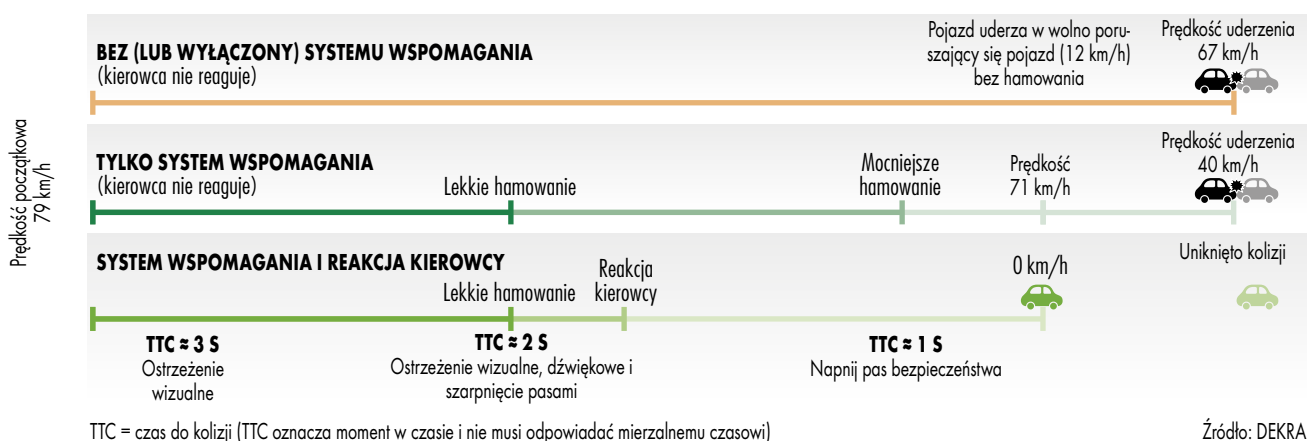 Prędkość początkowa
79 km/h
BEZ (LUB WYŁĄCZONY) SYSTEMU WSPOMAGANIA
(kierowca nie reaguje)
Pojazd uderza w wolno poru-
szający się pojazd (12 km/h)
bez hamowania
Prędkość uderzenia
67 km/h
TYLKO SYSTEM WSPOMAGANIA
(kierowca nie reaguje)
Lekkie hamowanie
Mocniejsze
hamowanie
Prędkość
71 km/h
Prędkość uderzenia
40 km/h
SYSTEM WSPOMAGANIA I REAKCJA KIEROWCY
Lekkie hamowanie
Reakcja
kierowcy
0 km/h
Uniknięto kolizji
TTC ≈ 3 S
Ostrzeżenie
wizualne
TTC ≈ 2 S
Ostrzeżenie wizualne, dźwiękowe i
szarpnięcie pasami
TTC ≈ 1 S
Napnij pas bezpieczeństwa
TTC = czas do kolizji (TTC oznacza moment w czasie i nie musi odpowiadać mierzalnemu czasowi)
Źródło: DEKRA